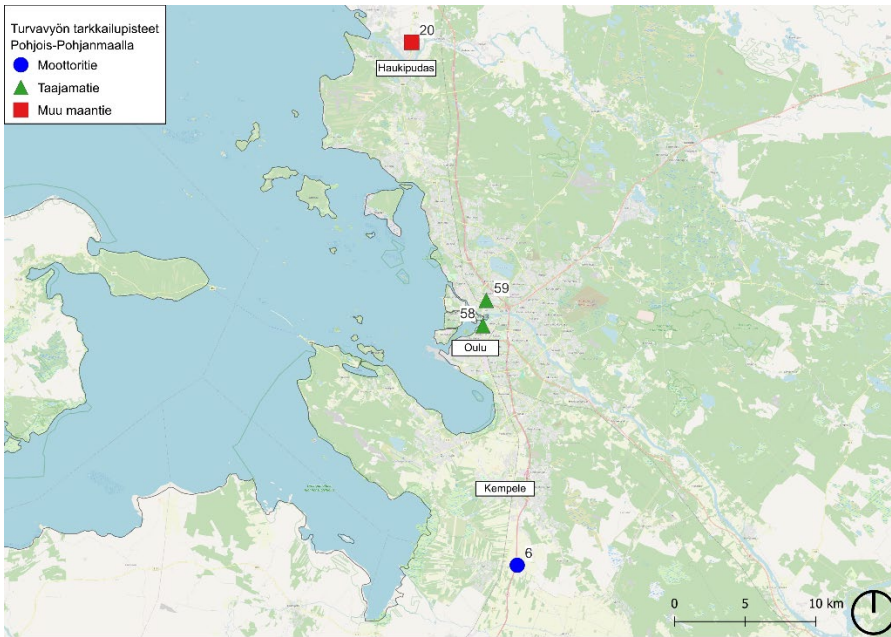 Turvavyön tarkkailupisteet
Pohjois-Pohjanmaalla
Moottoritie
Taajamatie
Muu maantie
20
Haukipudas
59
58
Oulu
Kempele
6
0 5 10 km